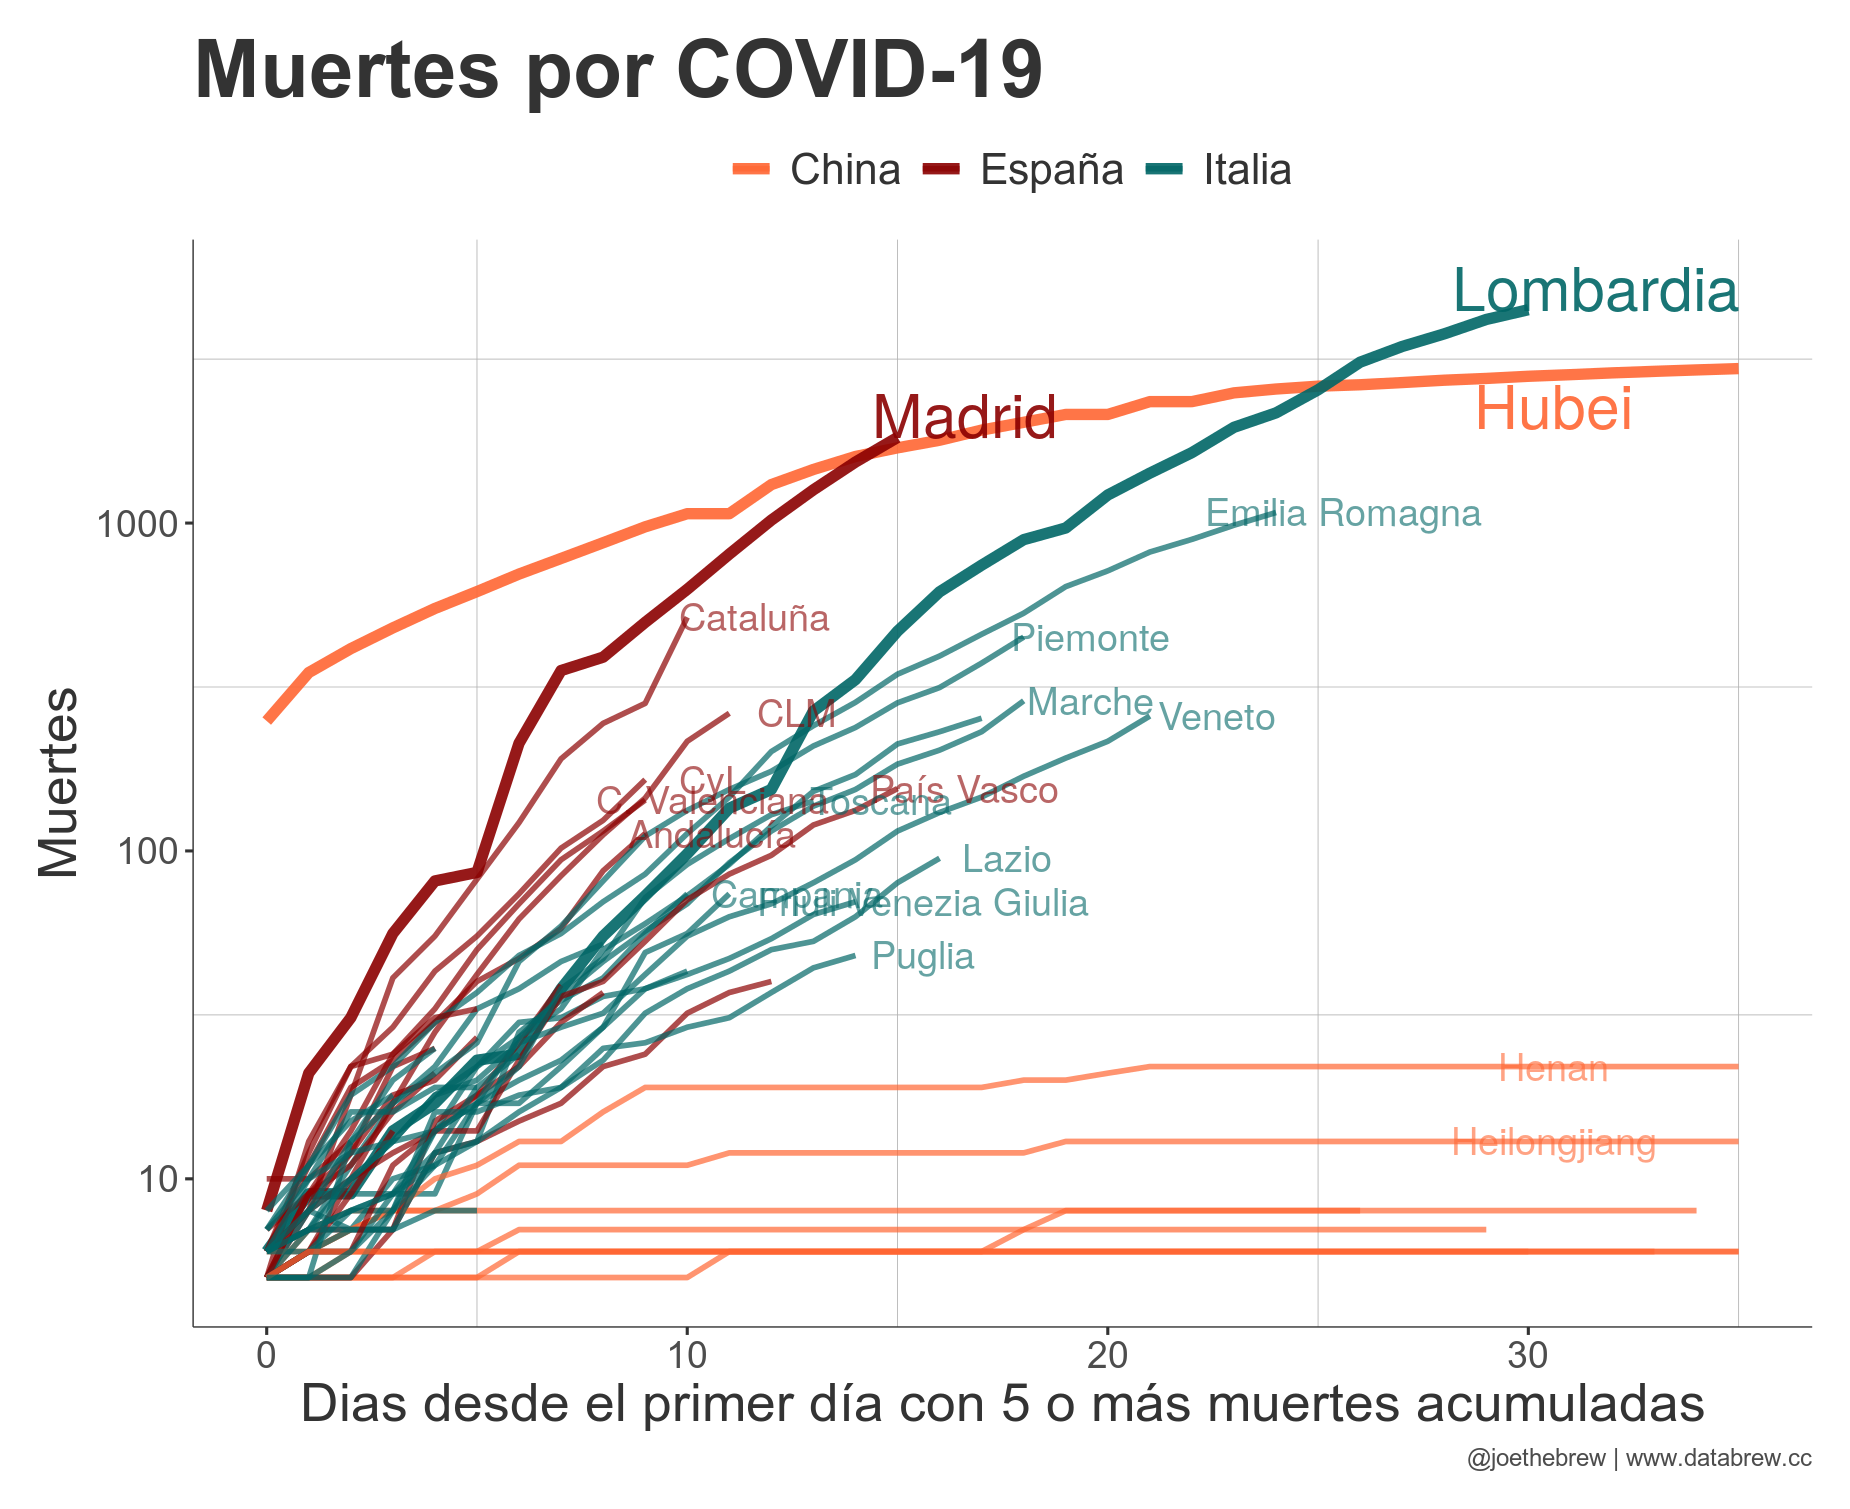 Muertes por COVID-19
China España Italia
Lombardia
Madrid
Hubei
Emilia Romagna
1000
Cataluña
Piemonte
Marche
Veneto
CLM
CyL
País Vasco
C. Valenciana
Toscana
Andalucía
100
Lazio
Campania
Friuli Venezia Giulia
Puglia
Henan
Heilongjiang
10
Muertes
0 10 20 30
Dias desde el primer día con 5 o más muertes acumuladas
@joethebrew | www.databrew.cc